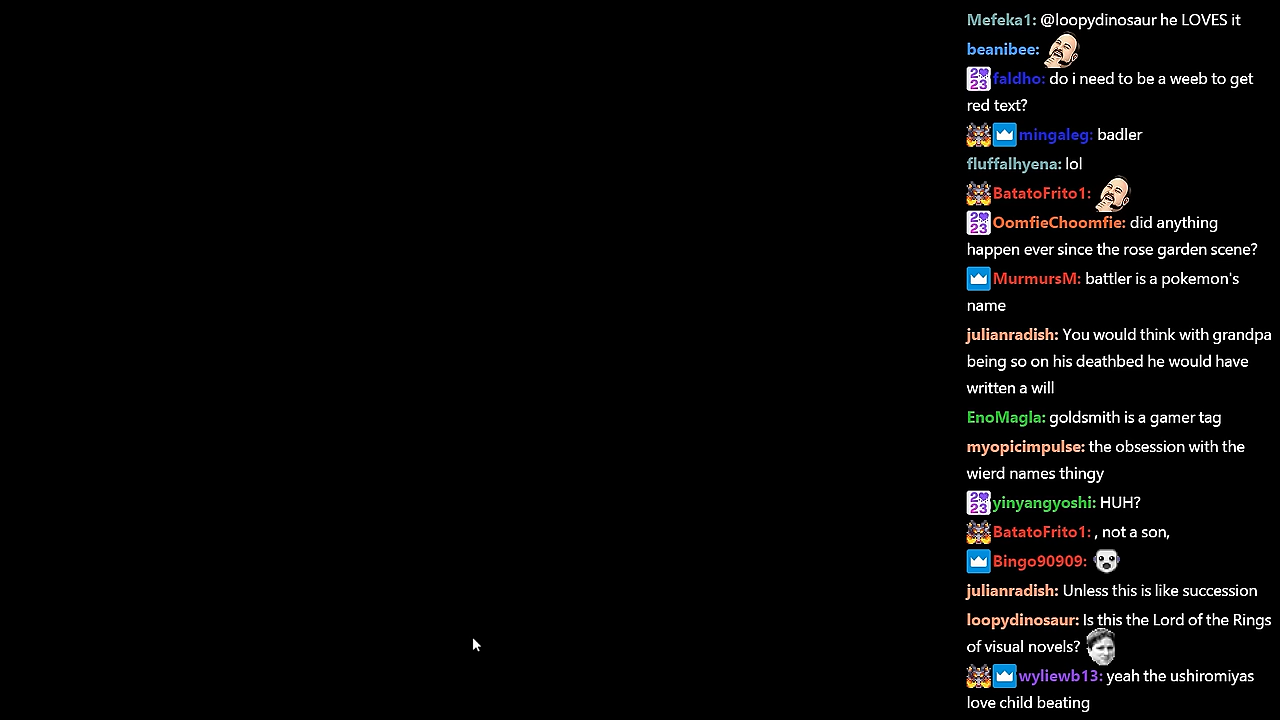 Mefeka1: @loopydinosaur he LOVES it
beanibee:
2023 faldho: do i need to be a weeb to get
red text?
mingaleg: badler
fluffalhyena: lol
BatatoFrito1:
2023 OomfieChoomfie: did anything
happen ever since the rose garden scene?
MurmursM: battler is a pokemon's
name
julianradish: You would think with grandpa
being so on his deathbed he would have
written a will
EnoMagla: goldsmith is a gamer tag
myopicimpulse: the obsession with the
wierd names thingy
2023 yinyangyoshi: HUH?
BatatoFrito1: , not a son,
Bingo90909:
julianradish: Unless this is like succession
loopydinosaur: Is this the Lord of the Rings
of visual novels?
wyliewb13: yeah the ushiromiyas
love child beating